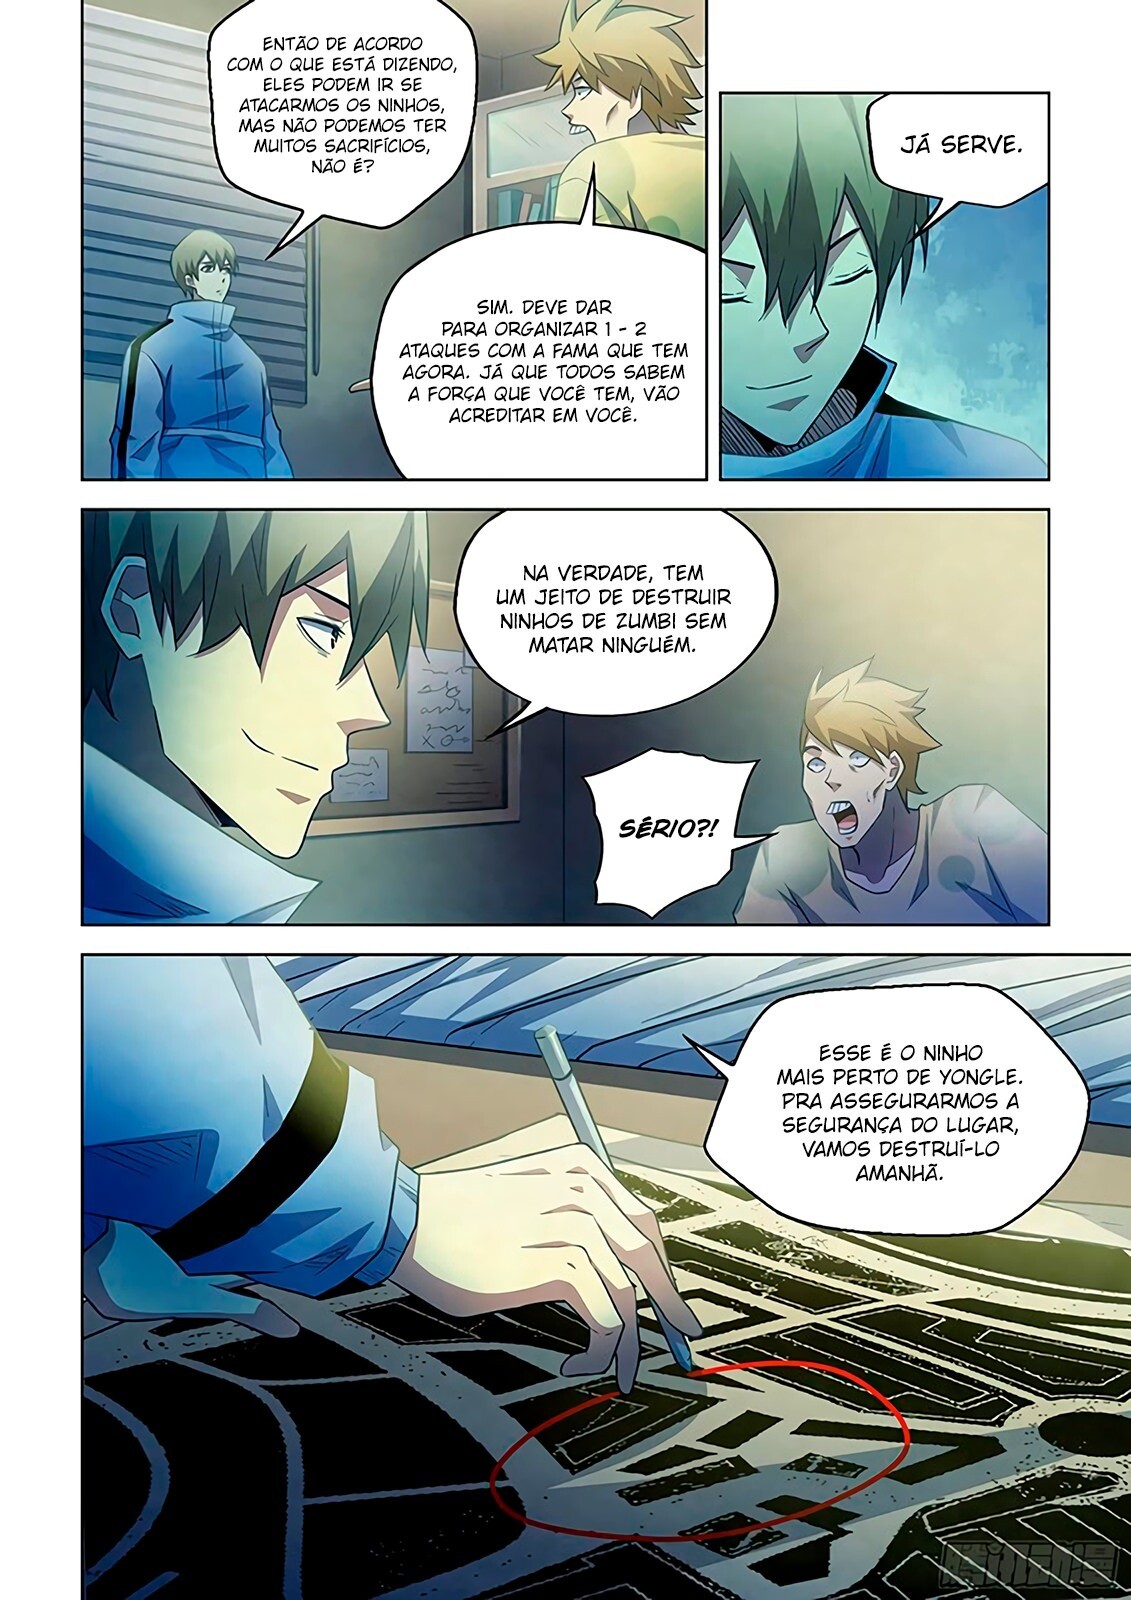 ENTÃO DE ACORDO
COM O QUE ESTÁ DIZENDO,
ELES PODEM IR SE
ATACARMOS OS NINHOS,
MAS NÃO PODEMOS TER
MUITOS SACRIFÍCIOS,
NÃO É?
SIM. DEVE DAR
PARA ORGANIZAR 1 - 2
ATAQUES COM A FAMA QUE TEM
AGORA. JÁ QUE TODOS SABEM
A FORÇA QUE VOCÊ TEM, VÃO
ACREDITAR EM VOCÊ.
JÁ SERVE.
NA VERDADE, TEM
UM JEITO DE DESTRUIR
NINHOS DE ZUMBI SEM
MATAR NINGUÉM.
SÉRIO?!
ESSE É O NINHO
MAIS PERTO DE YONGLE.
PRA ASSEGURARMOS A
SEGURANÇA DO LUGAR,
VAMOS DESTRUÍ-LO
AMANHÃ.
腾讯动漫